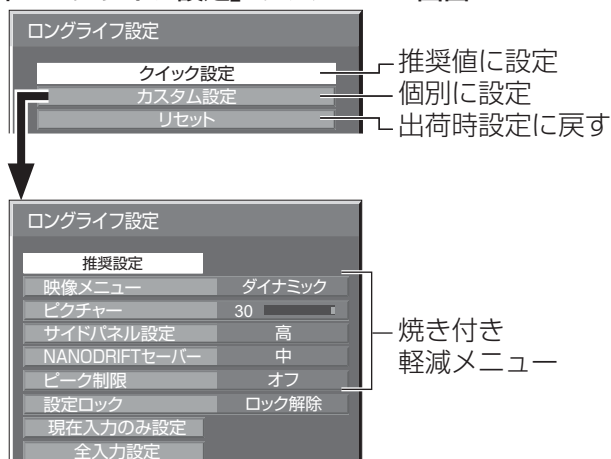 ロングライフ設定
クイック設定
推奨値に設定
カスタム設定
個別に設定
リセット
出荷時設定に戻す
ロングライフ設定
推奨設定
映像メニュー ダイナミック
ピクチャー 30
サイドパネル設定 高
NANODRIFTセーバー 中
ピーク制限 オフ
設定ロック ロック解除
現在入力のみ設定
全入力設定
焼き付き
軽減メニュー